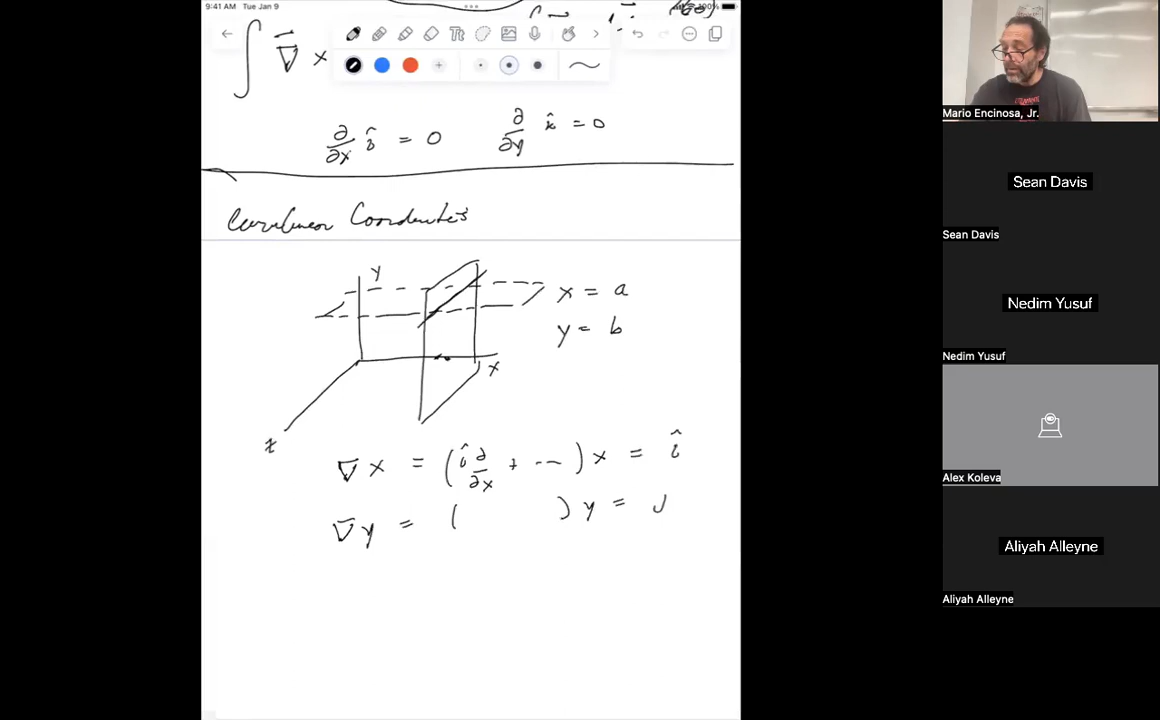 9:41 AM Tue Jan 9
100%
∫ ∇⃗ ×
∂/∂x î = 0
∂/∂y î = 0
Curvilinear Coordinates
y
x = a
y = b
x
z
∇x = (î ∂/∂x + ---) x = î
∇y = ( ) y = j
Mario Encinosa, Jr.
Sean Davis
Sean Davis
Nedim Yusuf
Nedim Yusuf
Alex Koleva
Aliyah Alleyne
Aliyah Alleyne